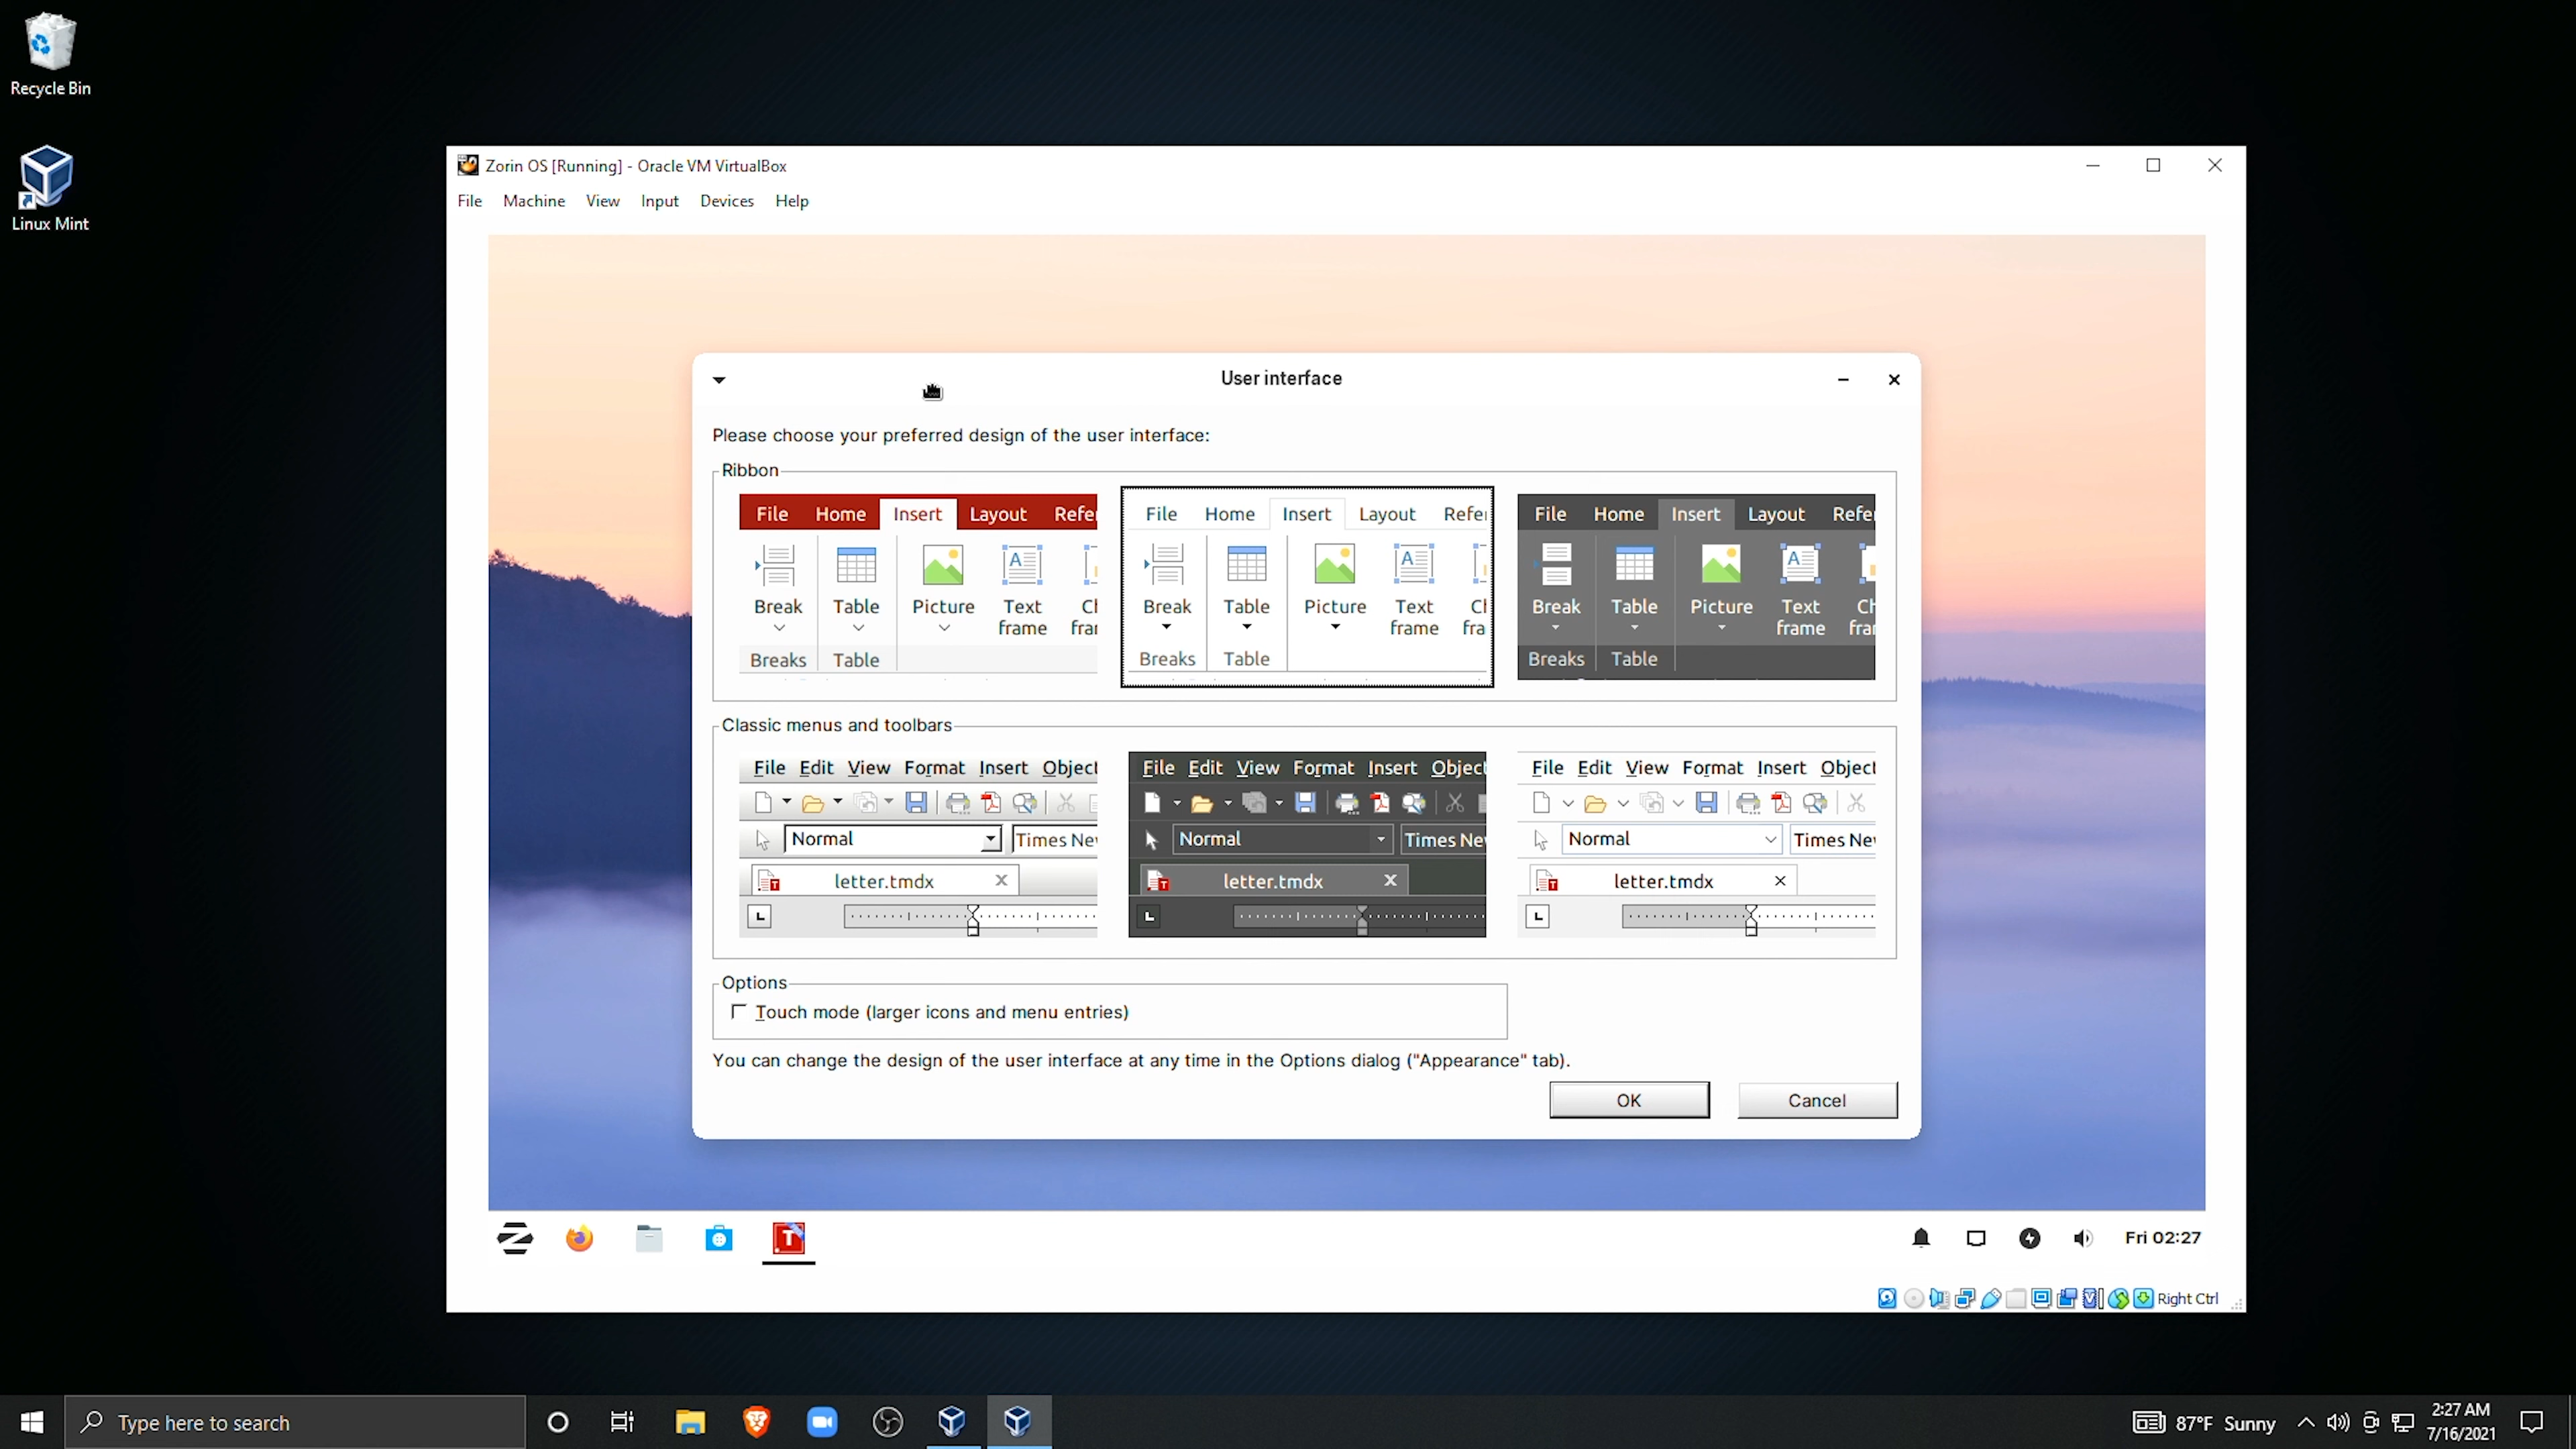 Recycle Bin
Linux Mint
Zorin OS [Running] - Oracle VM VirtualBox
File Machine View Input Devices Help
User interface
Please choose your preferred design of the user interface:
Ribbon
File Home Insert Layout Refer
Break Table Picture Text frame
Breaks Table
File Home Insert Layout Refer
Break Table Picture Text frame
Breaks Table
File Home Insert Layout Refer
Break Table Picture Text frame
Breaks Table
Classic menus and toolbars
File Edit View Format Insert Object
Normal Times New
letter.tmdx
File Edit View Format Insert Object
Normal Times New
letter.tmdx
File Edit View Format Insert Object
Normal Times New
letter.tmdx
Options
Touch mode (larger icons and menu entries)
You can change the design of the user interface at any time in the Options dialog ("Appearance" tab).
OK Cancel
Fri 02:27
Right Ctrl
Type here to search
87°F Sunny
2:27 AM
7/16/2021